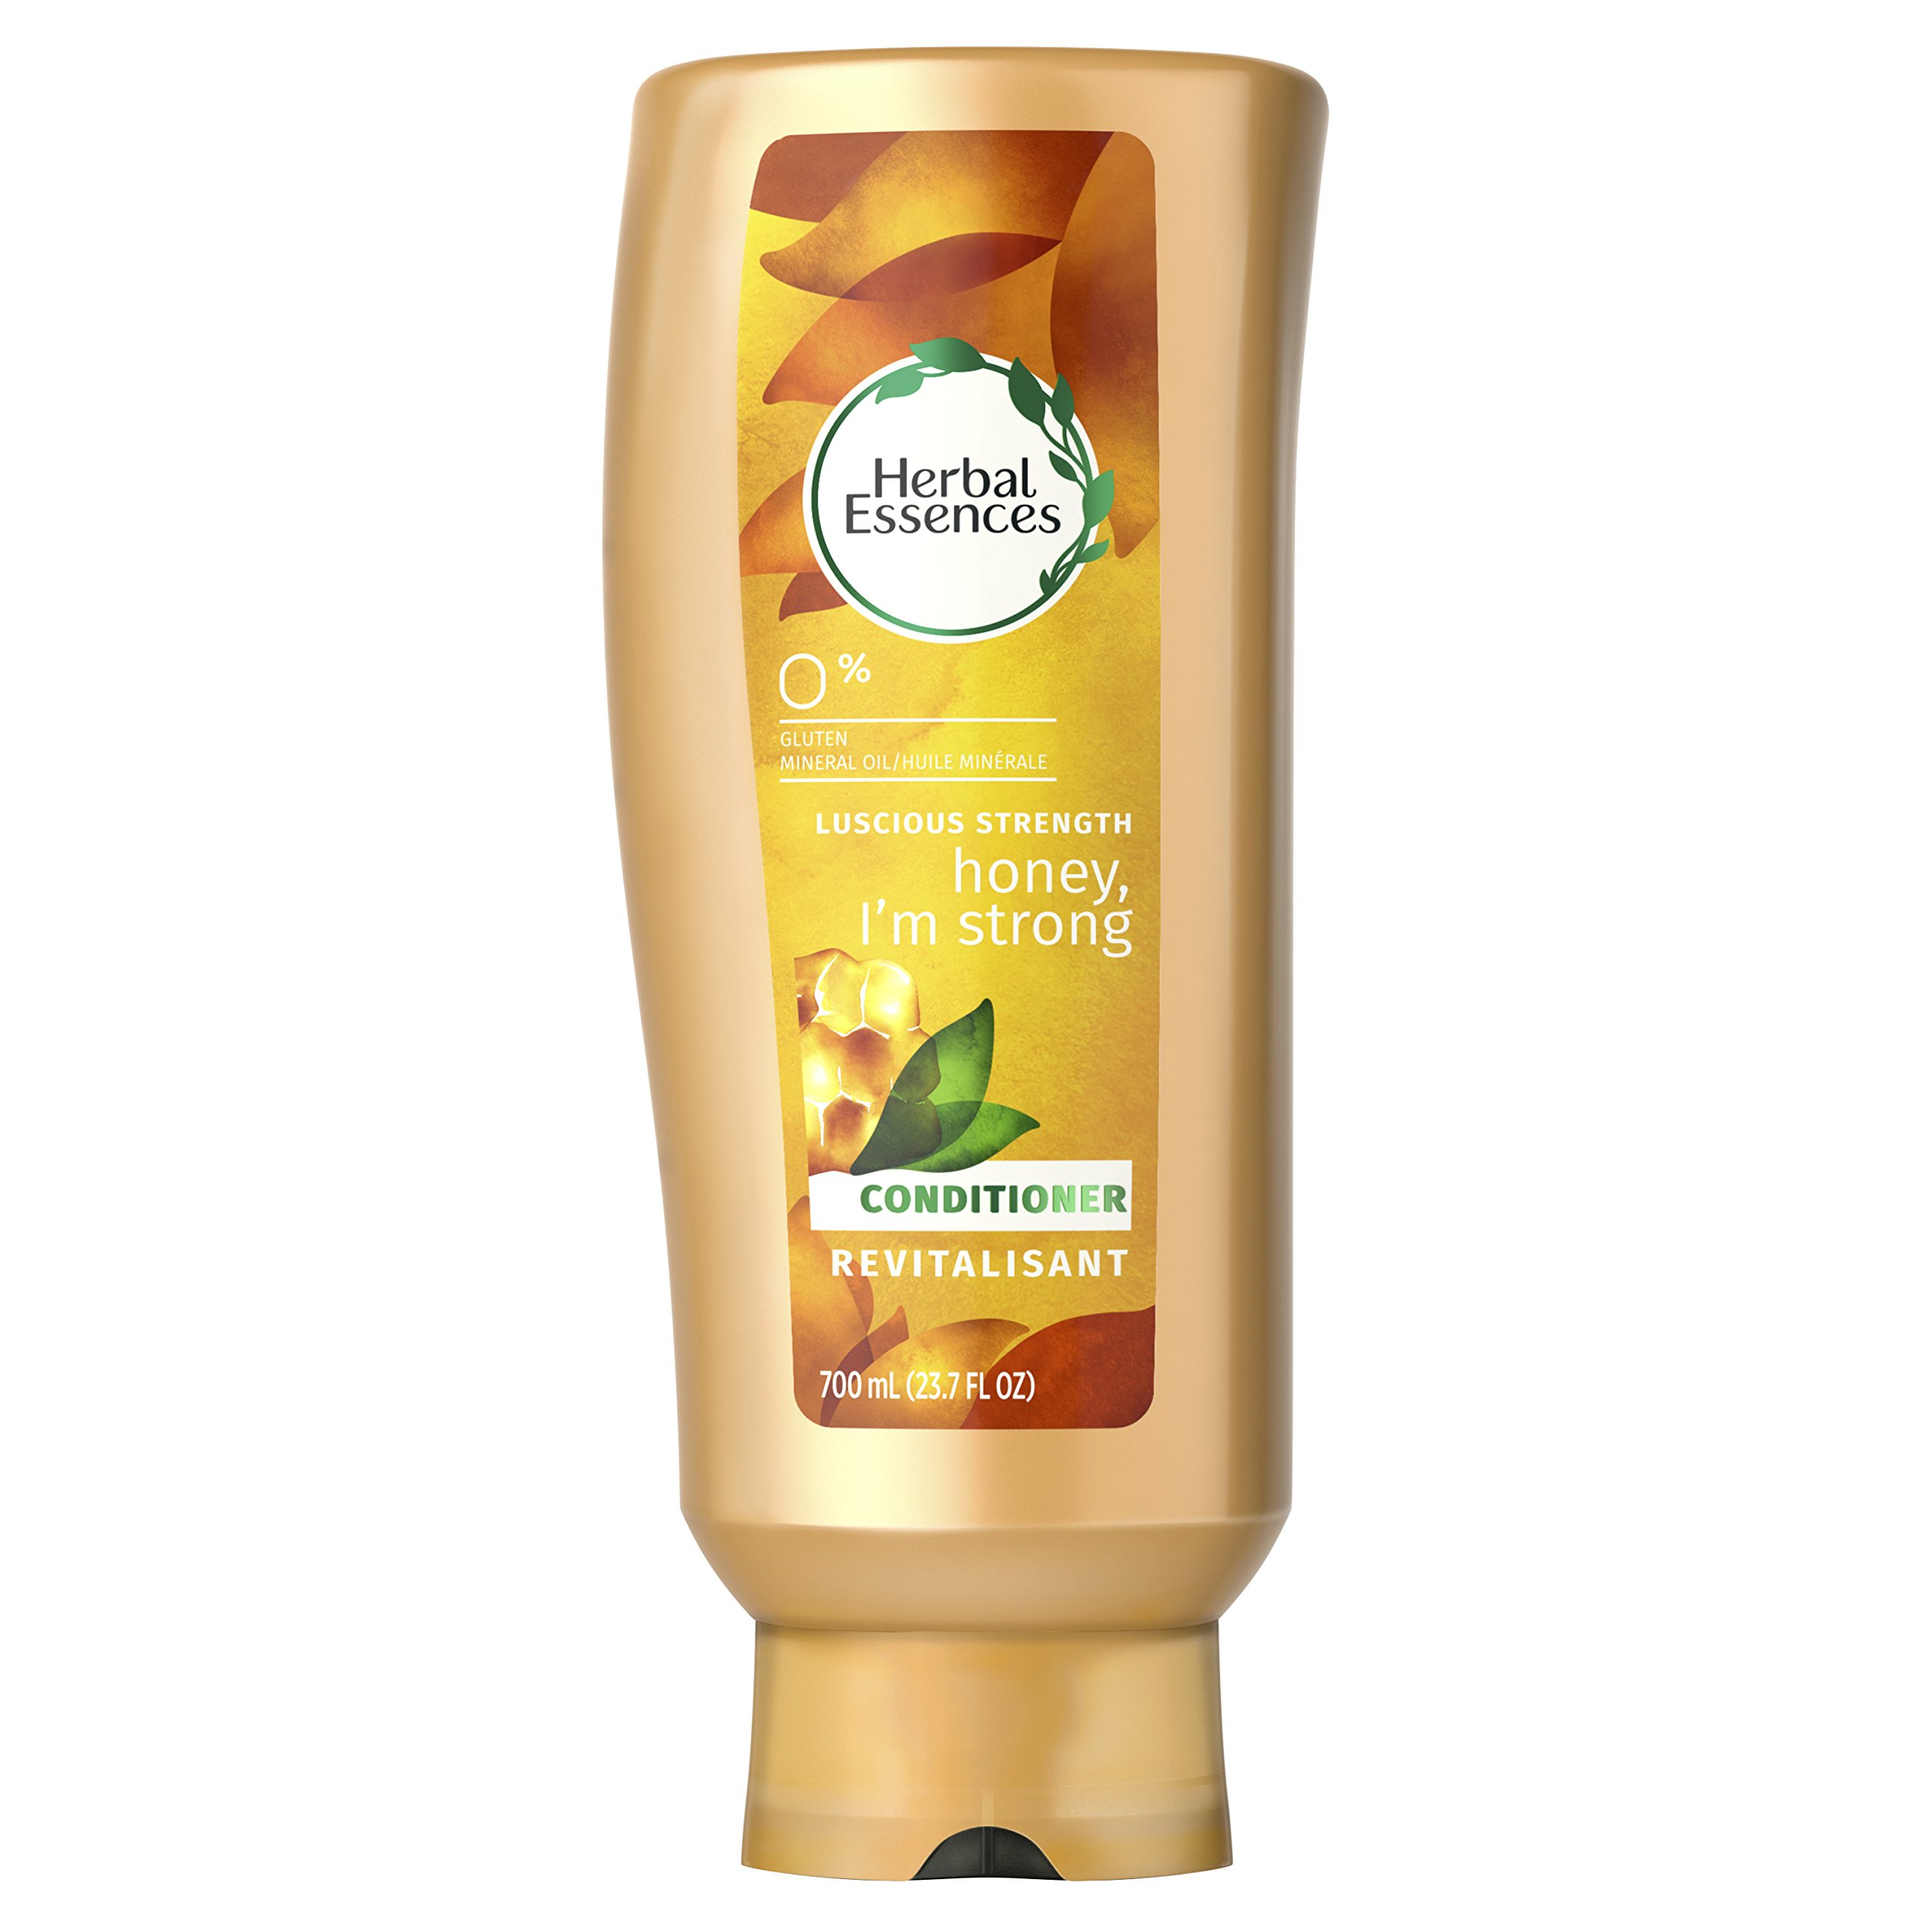 Herbal
Essences
0%
GLUTEN
MINERAL OIL/HUILE MINÉRALE
LUSCIOUS STRENGTH
honey,
I'm strong
CONDITIONER
REVITALISANT
700 mL (23.7 FL OZ)